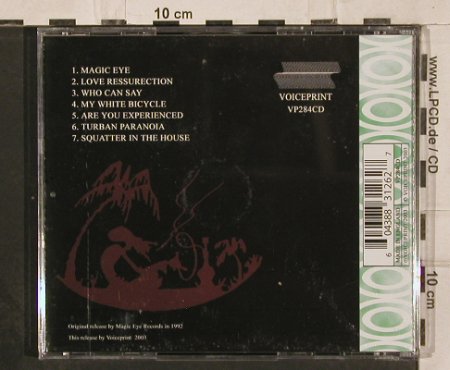 10 cm
1. MAGIC EYE
2. LOVE RESSURECTION
3. WHO CAN SAY
4. MY WHITE BICYCLE
5. ARE YOU EXPERIENCED
6. TURBAN PARANOIA
7. SQUATTER IN THE HOUSE
VOICEPRINT
VP284CD
Original release by Magic Eye Records in 1992
This release by Voiceprint 2003
6 04388 31262 7
www.LPCD.de / CD
10 cm